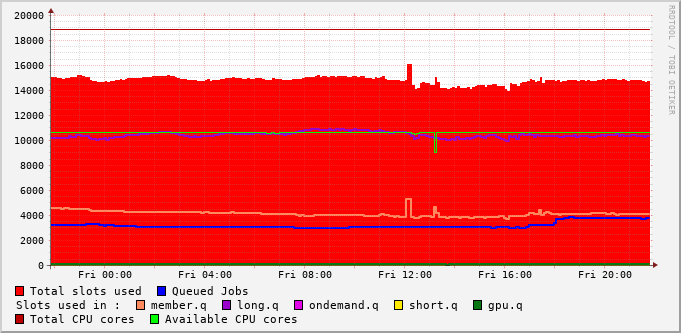 20000
18000
16000
14000
12000
10000
8000
6000
4000
2000
0
Fri 00:00 Fri 04:00 Fri 08:00 Fri 12:00 Fri 16:00 Fri 20:00
RRDTOOL / TOBI OETIKER
Total slots used Queued Jobs
Slots used in : member.q long.q ondemand.q short.q gpu.q
Total CPU cores Available CPU cores